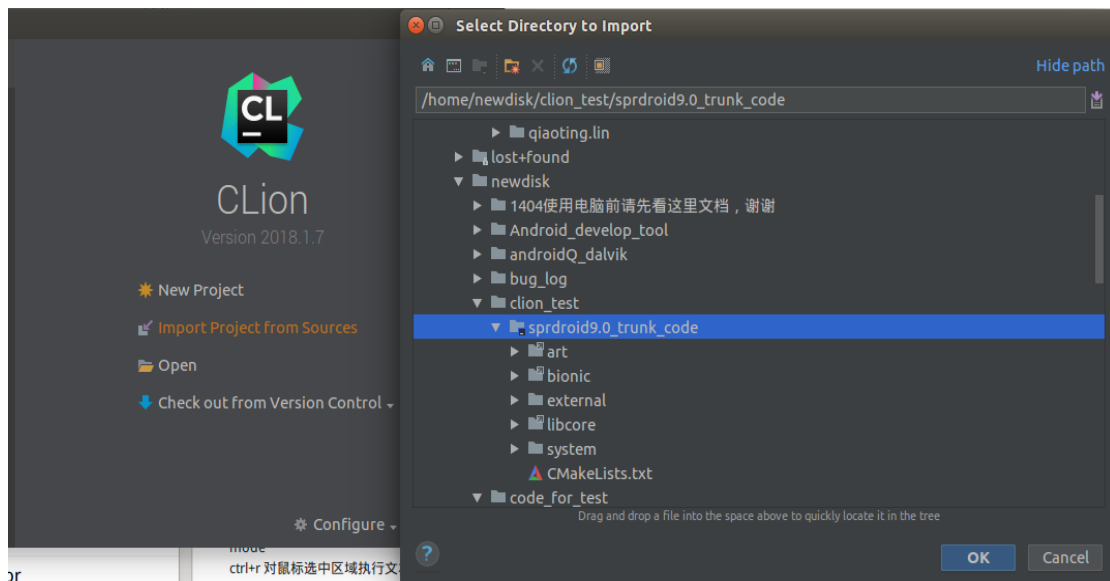 CL
CLion
Version 2018.1.7
New Project
Import Project from Sources
Open
Check out from Version Control
Configure
ctrl+r 对鼠标选中区域执行文
Select Directory to Import
Hide path
/home/newdisk/clion_test/sprdroid9.0_trunk_code
qiaoting.lin
lost+found
newdisk
1404使用电脑前请先看这里文档，谢谢
Android_develop_tool
androidQ_dalvik
bug_log
clion_test
sprdroid9.0_trunk_code
art
bionic
external
libcore
system
CMakeLists.txt
code_for_test
Drag and drop a file into the space above to quickly locate it in the tree
?
OK
Cancel